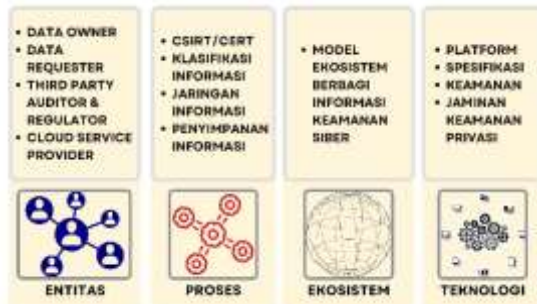 • DATA OWNER
• DATA
REQUESTER
• THIRD PARTY
AUDITOR &
REGULATOR
• CLOUD SERVICE
PROVIDER
ENTITAS
• CSIRT/CERT
• KLASIFIKASI
INFORMASI
• JARINGAN
INFORMASI
• PENYIMPANAN
INFORMASI
PROSES
• MODEL
EKOSISTEM
BERBAGI
INFORMASI
KEAMANAN
SIBER
EKOSISTEM
• PLATFORM
• SPESIFIKASI
• KEAMANAN
• JAMINAN
KEAMANAN
PRIVASI
TEKNOLOGI